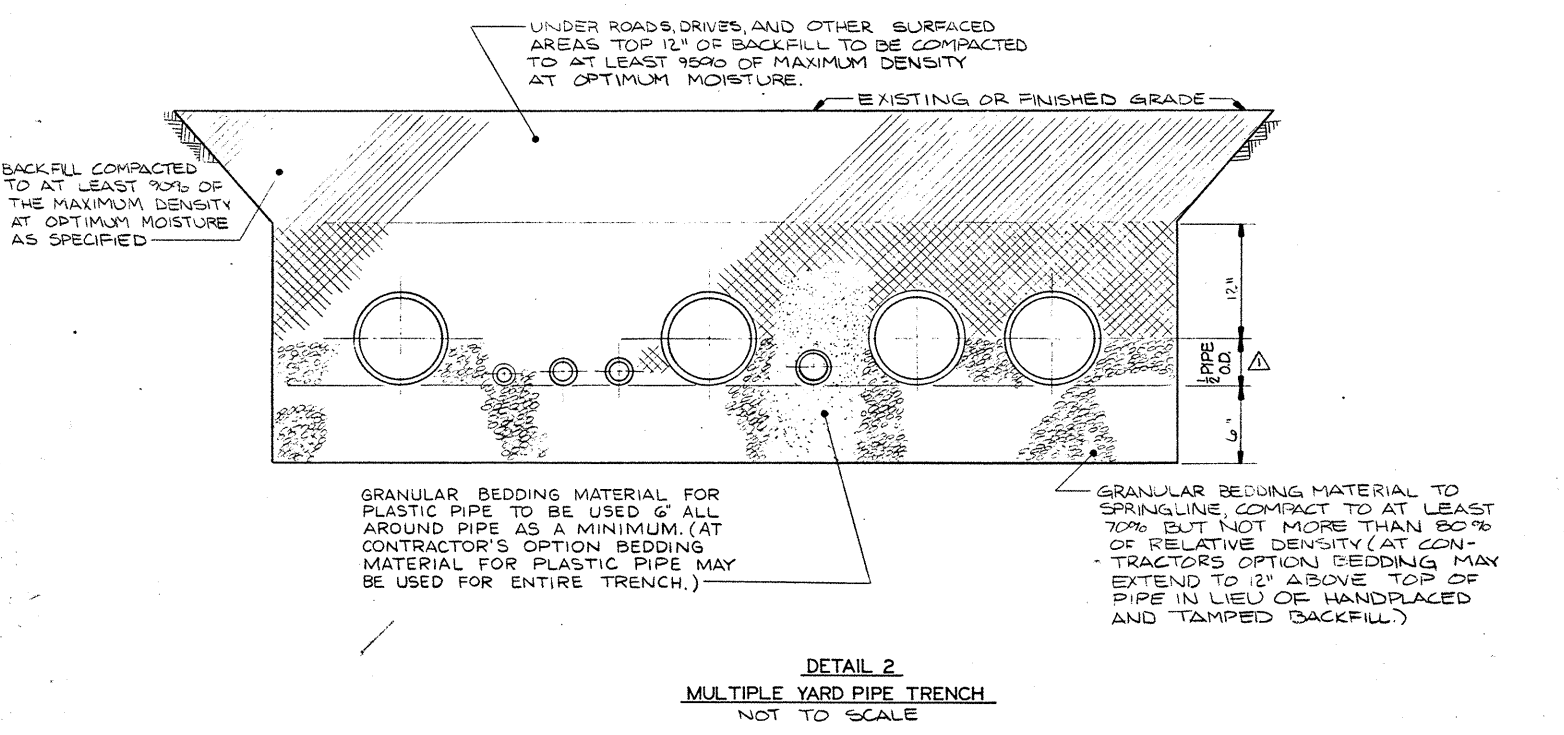 UNDER ROADS, DRIVES, AND OTHER SURFACED
AREAS TOP 12" OF BACKFILL TO BE COMPACTED
TO AT LEAST 95% OF MAXIMUM DENSITY
AT OPTIMUM MOISTURE.
EXISTING OR FINISHED GRADE
BACKFILL COMPACTED
TO AT LEAST 90% OF
THE MAXIMUM DENSITY
AT OPTIMUM MOISTURE
AS SPECIFIED
12"
1/2 PIPE
O.D.
1
6"
GRANULAR BEDDING MATERIAL FOR
PLASTIC PIPE TO BE USED 6" ALL
AROUND PIPE AS A MINIMUM. (AT
CONTRACTOR'S OPTION BEDDING
MATERIAL FOR PLASTIC PIPE MAY
BE USED FOR ENTIRE TRENCH.)
GRANULAR BEDDING MATERIAL TO
SPRINGLINE, COMPACT TO AT LEAST
70% BUT NOT MORE THAN 80%
OF RELATIVE DENSITY (AT CON-
TRACTORS OPTION BEDDING MAY
EXTEND TO 12" ABOVE TOP OF
PIPE IN LIEU OF HANDPLACED
AND TAMPED BACKFILL.)
DETAIL 2
MULTIPLE YARD PIPE TRENCH
NOT TO SCALE